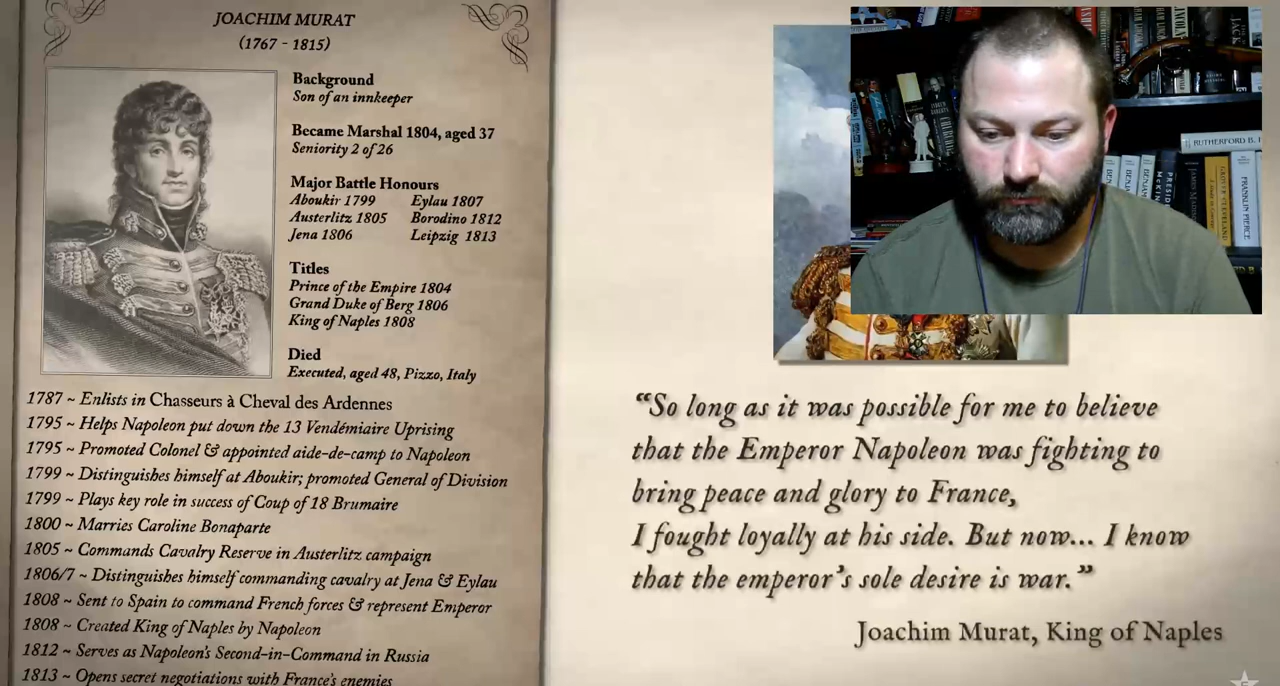 JOACHIM MURAT
(1767 - 1815)
Background
Son of an innkeeper
Became Marshal 1804, aged 37
Seniority 2 of 26
Major Battle Honours
Aboukir 1799 Eylau 1807
Austerlitz 1805 Borodino 1812
Jena 1806 Leipzig 1813
Titles
Prince of the Empire 1804
Grand Duke of Berg 1806
King of Naples 1808
Died
Executed, aged 48, Pizzo, Italy
1787 ~ Enlists in Chasseurs à Cheval des Ardennes
1795 ~ Helps Napoleon put down the 13 Vendémiaire Uprising
1795 ~ Promoted Colonel & appointed aide-de-camp to Napoleon
1799 ~ Distinguishes himself at Aboukir; promoted General of Division
1799 ~ Plays key role in success of Coup of 18 Brumaire
1800 ~ Marries Caroline Bonaparte
1805 ~ Commands Cavalry Reserve in Austerlitz campaign
1806/7 ~ Distinguishes himself commanding cavalry at Jena & Eylau
1808 ~ Sent to Spain to command French forces & represent Emperor
1808 ~ Created King of Naples by Napoleon
1812 ~ Serves as Napoleon's Second-in-Command in Russia
1813 ~ Opens secret negotiations with France's enemies
RUTHERFORD B.
JAMES MADISON
GROVER CLEVELAND
FRANKLIN PIERCE
CHURCHILL
"So long as it was possible for me to believe
that the Emperor Napoleon was fighting to
bring peace and glory to France,
I fought loyally at his side. But now... I know
that the emperor's sole desire is war."
Joachim Murat, King of Naples